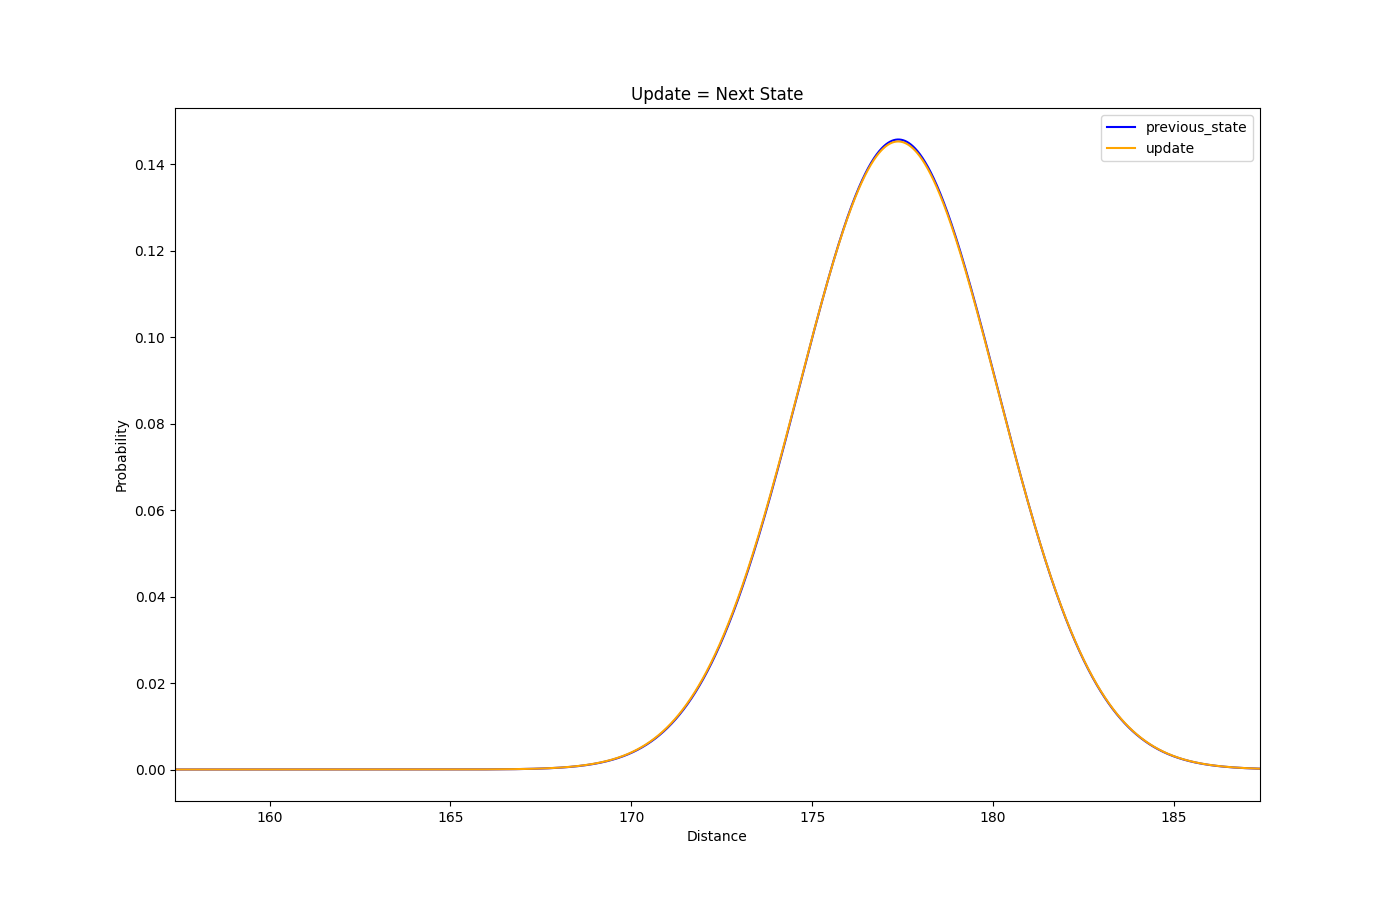 Update = Next State
previous_state
update
0.14
0.12
0.10
0.08
0.06
0.04
0.02
0.00
Probability
160
165
170
175
180
185
Distance